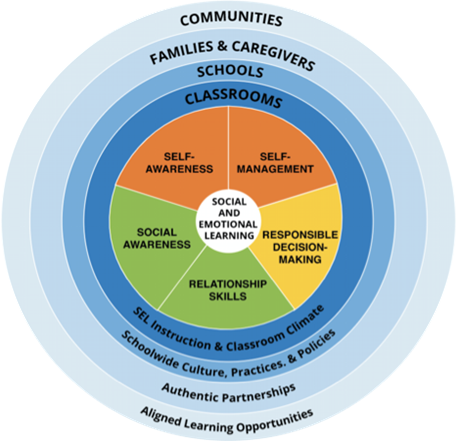 COMMUNITIES
FAMILIES & CAREGIVERS
SCHOOLS
CLASSROOMS
SELF-
AWARENESS
SELF-
MANAGEMENT
SOCIAL
AND
EMOTIONAL
LEARNING
SOCIAL
AWARENESS
RESPONSIBLE
DECISION-
MAKING
RELATIONSHIP
SKILLS
SEL Instruction & Classroom Climate
Schoolwide Culture, Practices. & Policies
Authentic Partnerships
Aligned Learning Opportunities